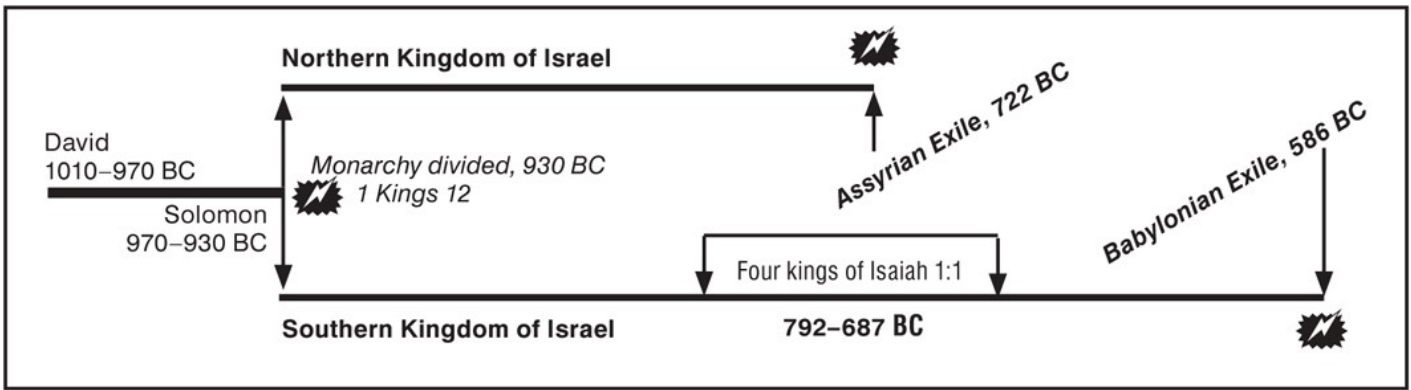 Northern Kingdom of Israel
David
1010–970 BC
Monarchy divided, 930 BC
1 Kings 12
Solomon
970–930 BC
Assyrian Exile, 722 BC
Babylonian Exile, 586 BC
Four kings of Isaiah 1:1
Southern Kingdom of Israel
792–687 BC